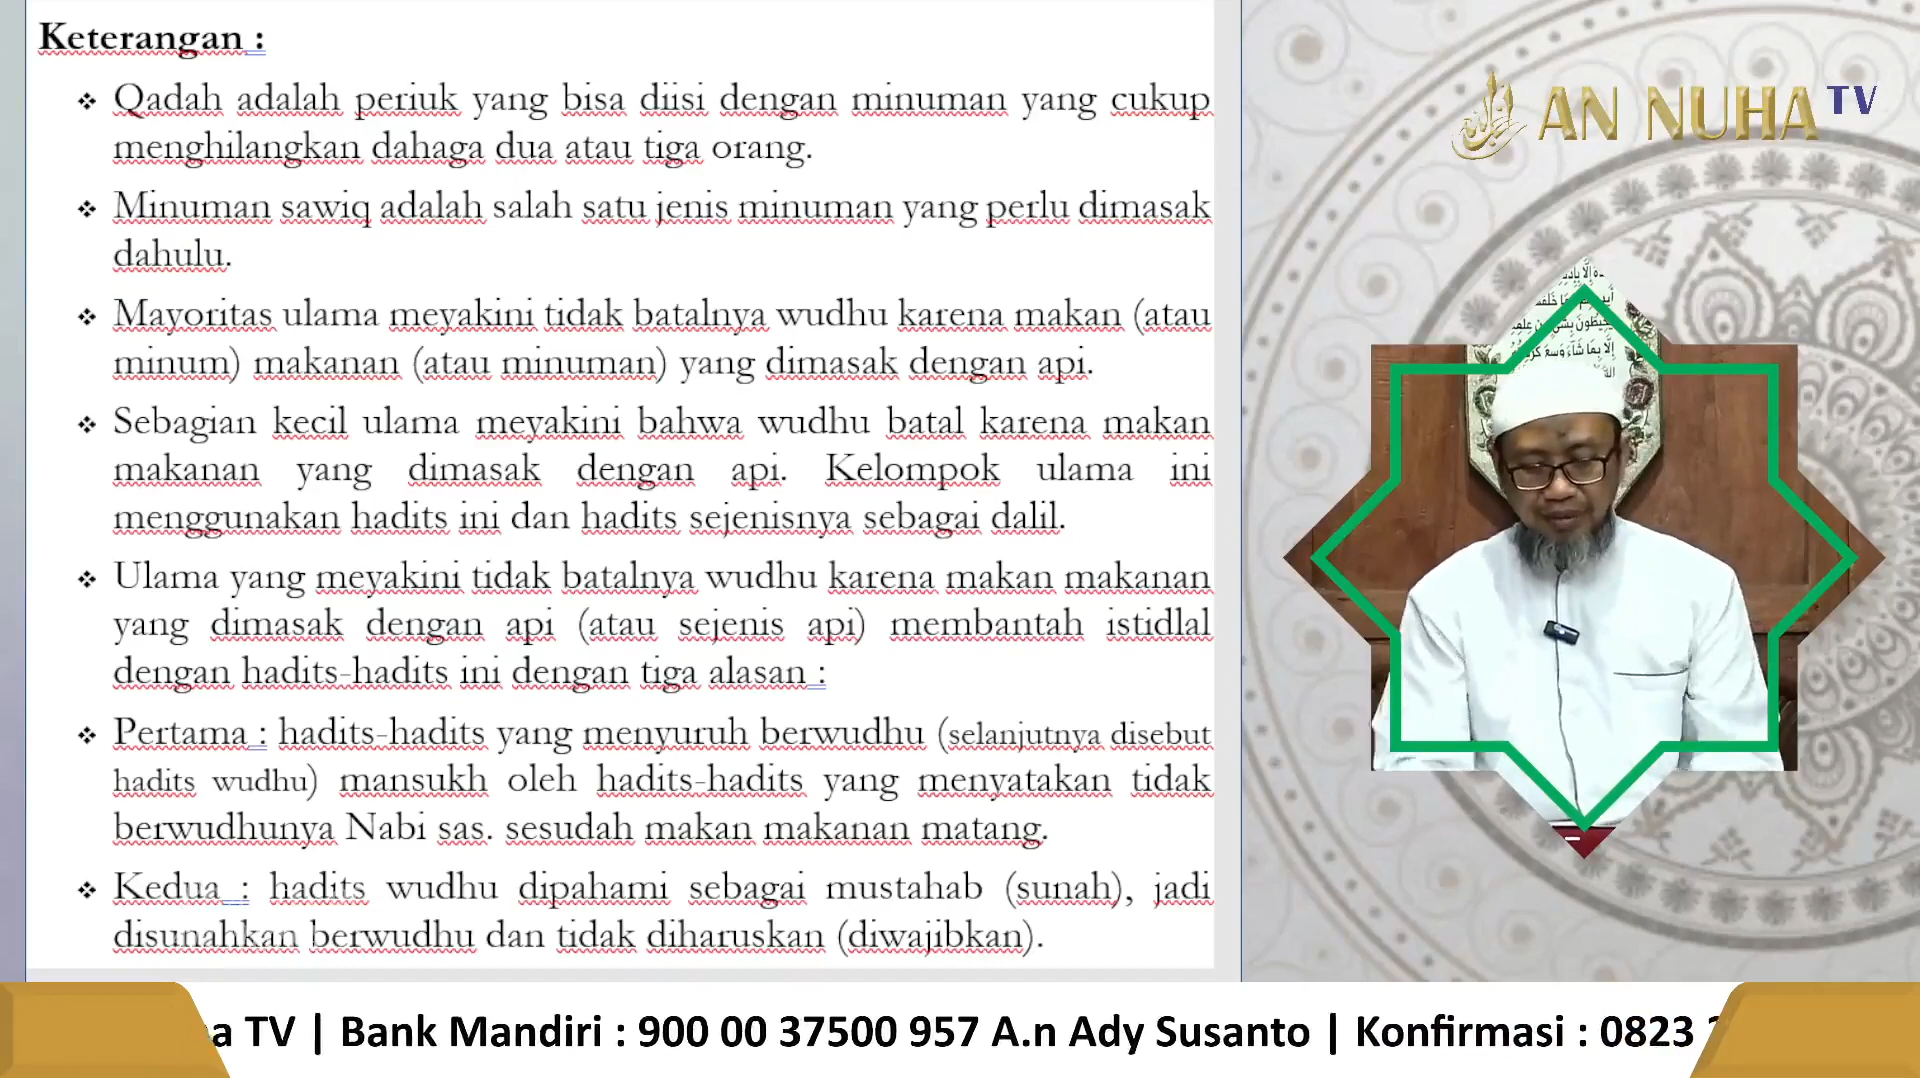 Keterangan :
❖ Qadah adalah periuk yang bisa diisi dengan minuman yang cukup
menghilangkan dahaga dua atau tiga orang.
❖ Minuman sawiq adalah salah satu jenis minuman yang perlu dimasak
dahulu.
❖ Mayoritas ulama meyakini tidak batalnya wudhu karena makan (atau
minum) makanan (atau minuman) yang dimasak dengan api.
❖ Sebagian kecil ulama meyakini bahwa wudhu batal karena makan
makanan yang dimasak dengan api. Kelompok ulama ini
menggunakan hadits ini dan hadits sejenisnya sebagai dalil.
❖ Ulama yang meyakini tidak batalnya wudhu karena makan makanan
yang dimasak dengan api (atau sejenis api) membantah istidlal
dengan hadits-hadits ini dengan tiga alasan :
❖ Pertama : hadits-hadits yang menyuruh berwudhu (selanjutnya disebut
hadits wudhu) mansukh oleh hadits-hadits yang menyatakan tidak
berwudhunya Nabi sas. sesudah makan makanan matang.
❖ Kedua : hadits wudhu dipahami sebagai mustahab (sunah), jadi
disunahkan berwudhu dan tidak diharuskan (diwajibkan).
AN NUHA TV
إلا بما شاء وسع
a TV | Bank Mandiri : 900 00 37500 957 A.n Ady Susanto | Konfirmasi : 0823